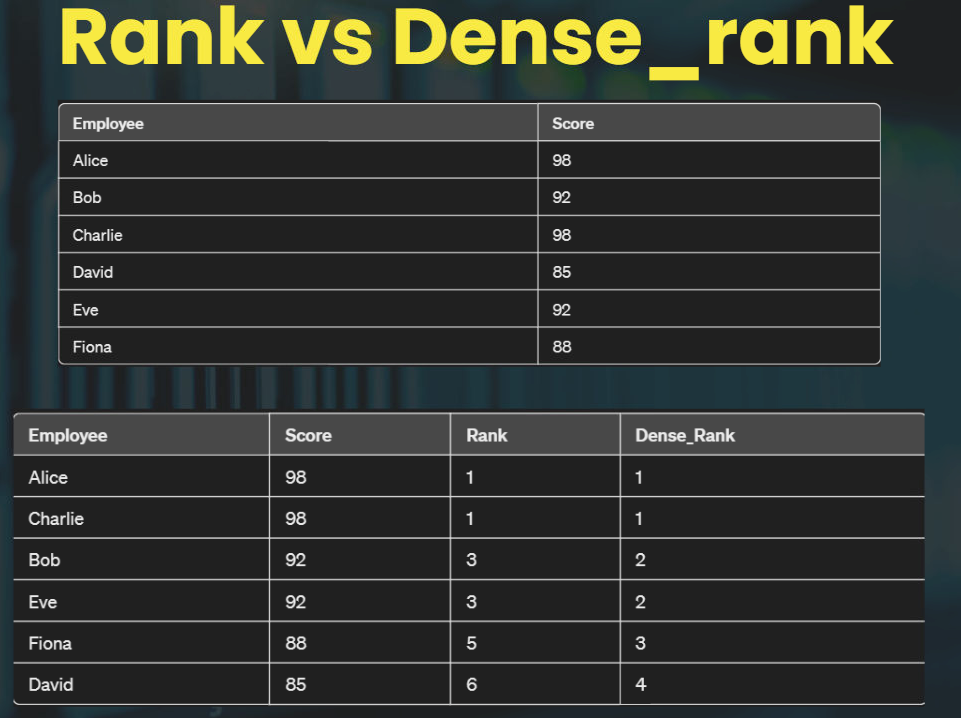 Rank vs Dense_rank
Employee Score
Alice 98
Bob 92
Charlie 98
David 85
Eve 92
Fiona 88
Employee Score Rank Dense_Rank
Alice 98 1 1
Charlie 98 1 1
Bob 92 3 2
Eve 92 3 2
Fiona 88 5 3
David 85 6 4